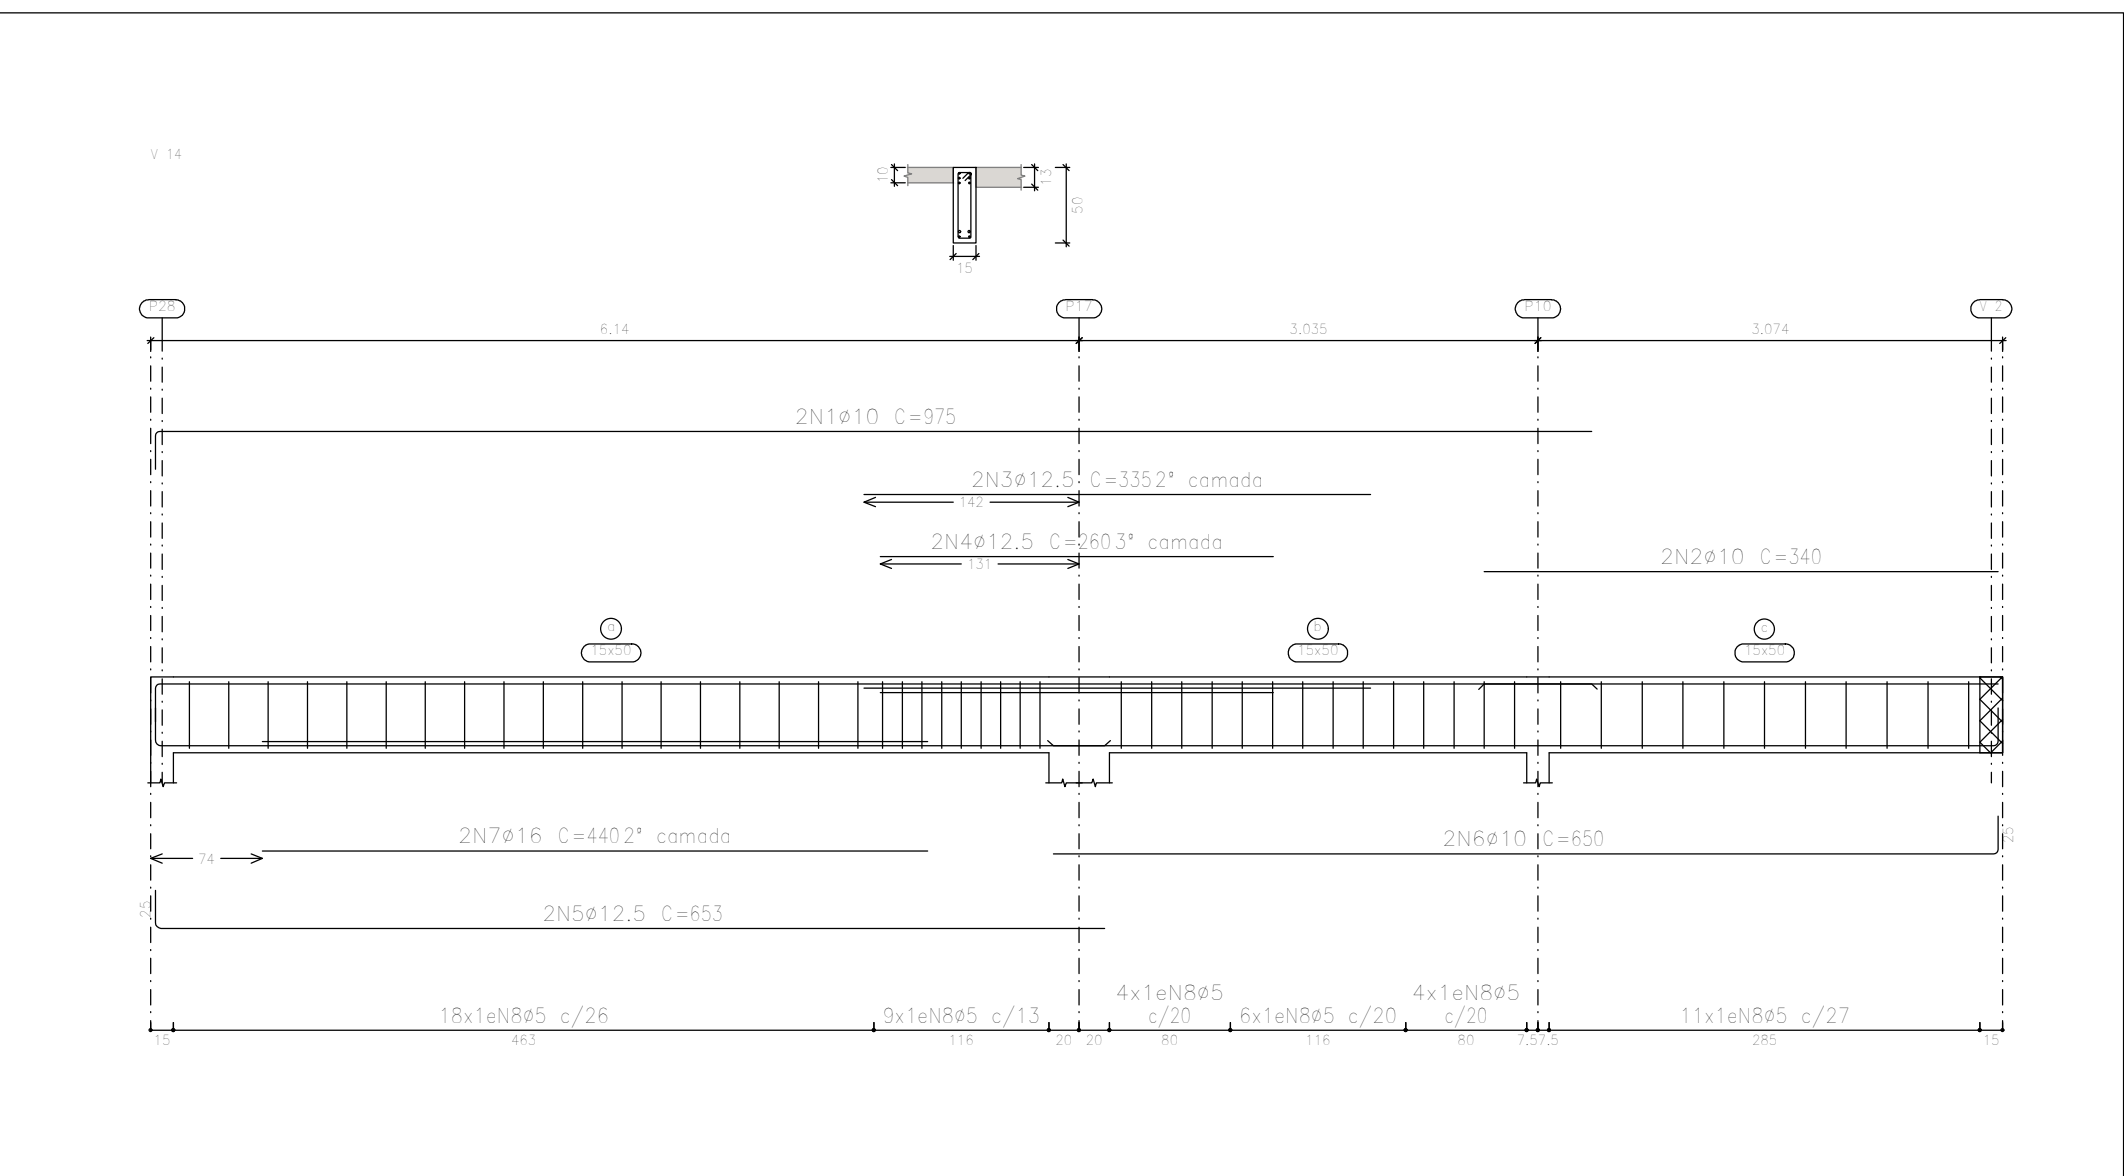 V 14
10
13
50
15
P28
P17
P10
V 2
6.14
3.035
3.074
2N1ø10 C=975
2N3ø12.5 C=335 2ª camada
142
2N4ø12.5 C=260 3ª camada
131
2N2ø10 C=340
a
b
c
15x50
15x50
15x50
2N7ø16 C=440 2ª camada
74
2N6ø10 C=650
25
2N5ø12.5 C=653
25
18x1eN8ø5 c/26
9x1eN8ø5 c/13
4x1eN8ø5
c/20
6x1eN8ø5 c/20
4x1eN8ø5
c/20
11x1eN8ø5 c/27
15
463
116
20
20
80
116
80
7.5
7.5
285
15